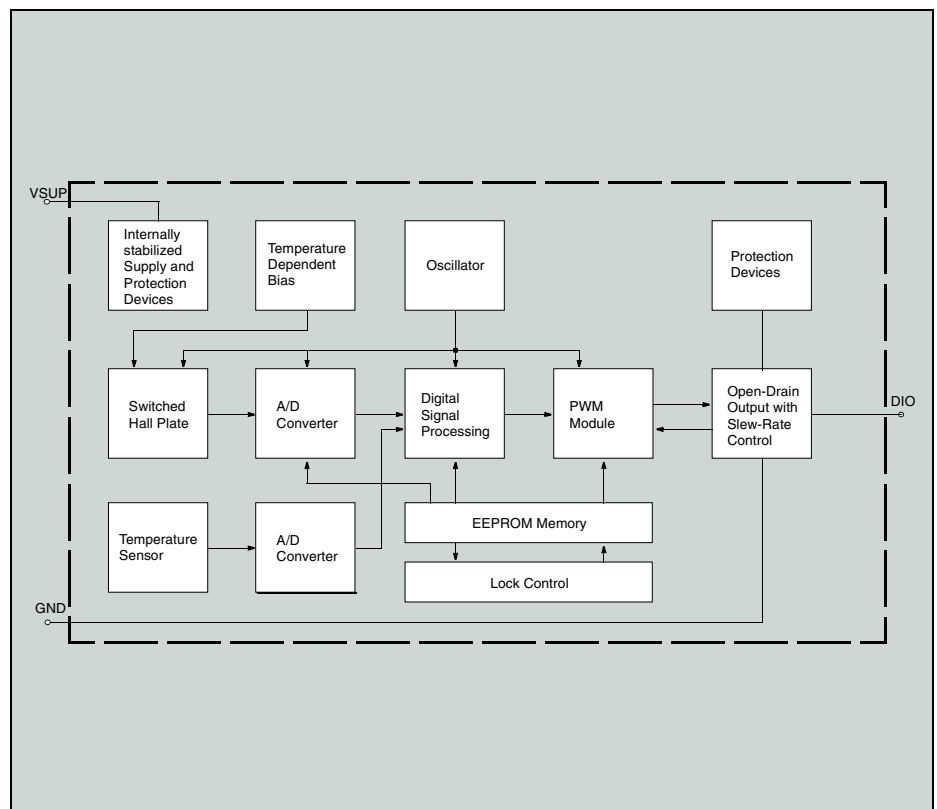 VSUP
Internally
stabilized
Supply and
Protection
Devices
Temperature
Dependent
Bias
Oscillator
Protection
Devices
Switched
Hall Plate
A/D
Converter
Digital
Signal
Processing
PWM
Module
Open-Drain
Output with
Slew-Rate
Control
DIO
Temperature
Sensor
A/D
Converter
EEPROM Memory
Lock Control
GND